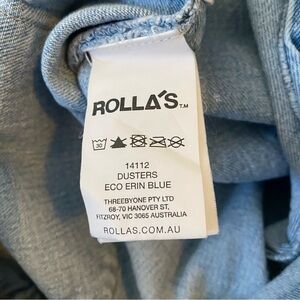 ROLLA'S™
30
14112
DUSTERS
ECO ERIN BLUE
THREEBYONE PTY LTD
68-70 HANOVER ST,
FITZROY, VIC 3065 AUSTRALIA
ROLLAS.COM.AU